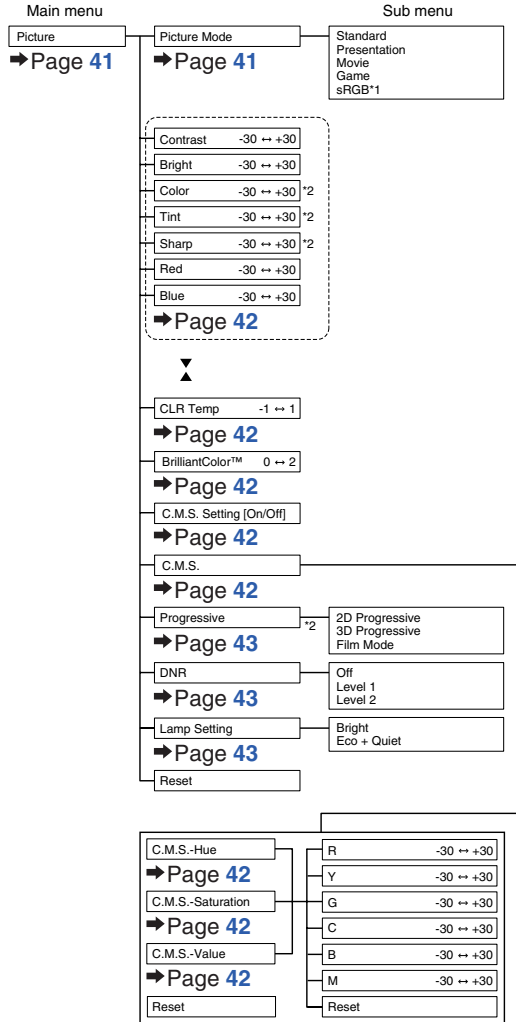 Main menu
Sub menu
Picture
➡Page 41
Picture Mode
➡Page 41
Standard
Presentation
Movie
Game
sRGB*1
Contrast -30 ↔ +30
Bright -30 ↔ +30
Color -30 ↔ +30 *2
Tint -30 ↔ +30 *2
Sharp -30 ↔ +30 *2
Red -30 ↔ +30
Blue -30 ↔ +30
➡Page 42
CLR Temp -1 ↔ 1
➡Page 42
BrilliantColor™ 0 ↔ 2
➡Page 42
C.M.S. Setting [On/Off]
➡Page 42
C.M.S.
➡Page 42
Progressive *2
➡Page 43
2D Progressive
3D Progressive
Film Mode
DNR
➡Page 43
Off
Level 1
Level 2
Lamp Setting
➡Page 43
Bright
Eco + Quiet
Reset
C.M.S.-Hue
➡Page 42
C.M.S.-Saturation
➡Page 42
C.M.S.-Value
➡Page 42
Reset
R -30 ↔ +30
Y -30 ↔ +30
G -30 ↔ +30
C -30 ↔ +30
B -30 ↔ +30
M -30 ↔ +30
Reset